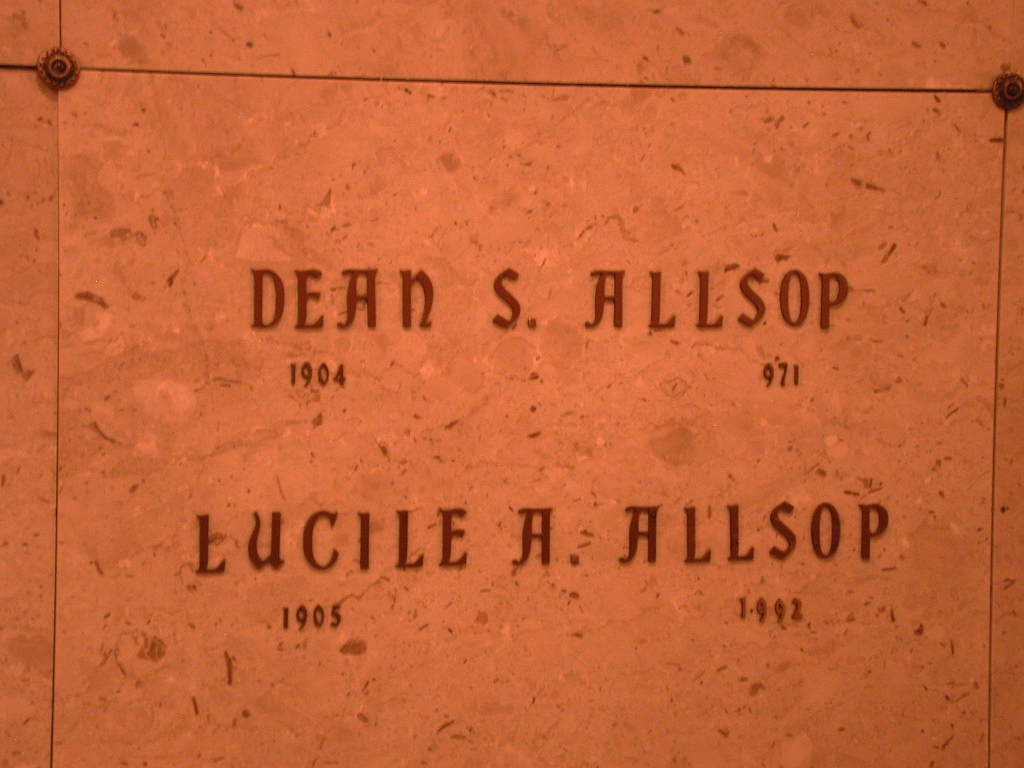 DEAN S. ALLSOP
1904 971
LUCILE A. ALLSOP
1905 1992